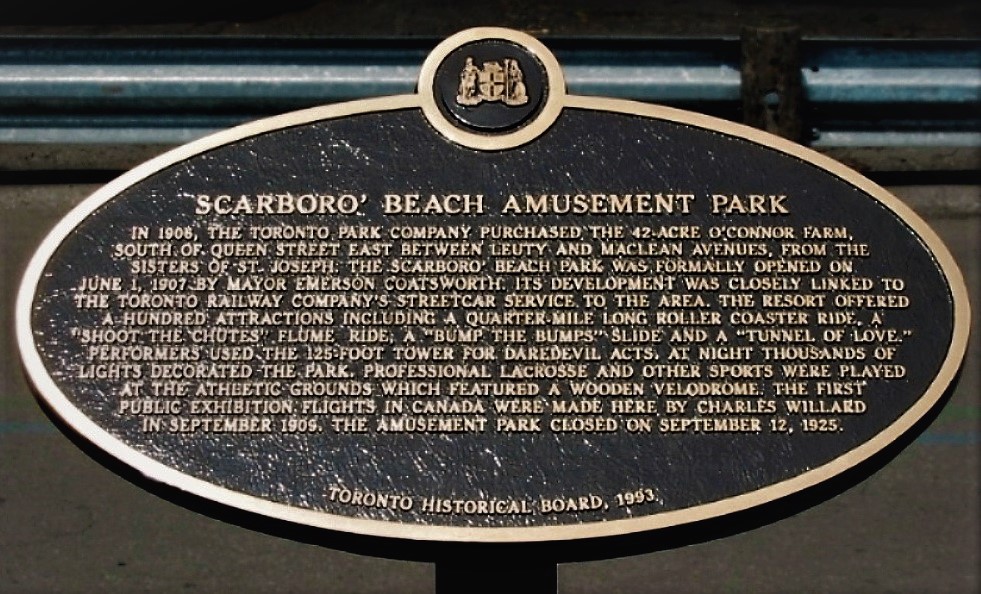 SCARBORO' BEACH AMUSEMENT PARK
IN 1906, THE TORONTO PARK COMPANY PURCHASED THE 42-ACRE O'CONNOR FARM,
SOUTH OF QUEEN STREET EAST BETWEEN LEUTY AND MACLEAN AVENUES, FROM THE
SISTERS OF ST. JOSEPH. THE SCARBORO' BEACH PARK WAS FORMALLY OPENED ON
JUNE 1, 1907 BY MAYOR EMERSON COATSWORTH. ITS DEVELOPMENT WAS CLOSELY LINKED TO
THE TORONTO RAILWAY COMPANY'S STREETCAR SERVICE TO THE AREA. THE RESORT OFFERED
A HUNDRED ATTRACTIONS INCLUDING A QUARTER-MILE LONG ROLLER COASTER RIDE, A
"SHOOT THE CHUTES" FLUME RIDE, A "BUMP THE BUMPS" SLIDE AND A "TUNNEL OF LOVE."
PERFORMERS USED THE 125-FOOT TOWER FOR DAREDEVIL ACTS. AT NIGHT THOUSANDS OF
LIGHTS DECORATED THE PARK. PROFESSIONAL LACROSSE AND OTHER SPORTS WERE PLAYED
AT THE ATHLETIC GROUNDS WHICH FEATURED A WOODEN VELODROME. THE FIRST
PUBLIC EXHIBITION FLIGHTS IN CANADA WERE MADE HERE BY CHARLES WILLARD
IN SEPTEMBER 1909. THE AMUSEMENT PARK CLOSED ON SEPTEMBER 12, 1925.
TORONTO HISTORICAL BOARD, 1993